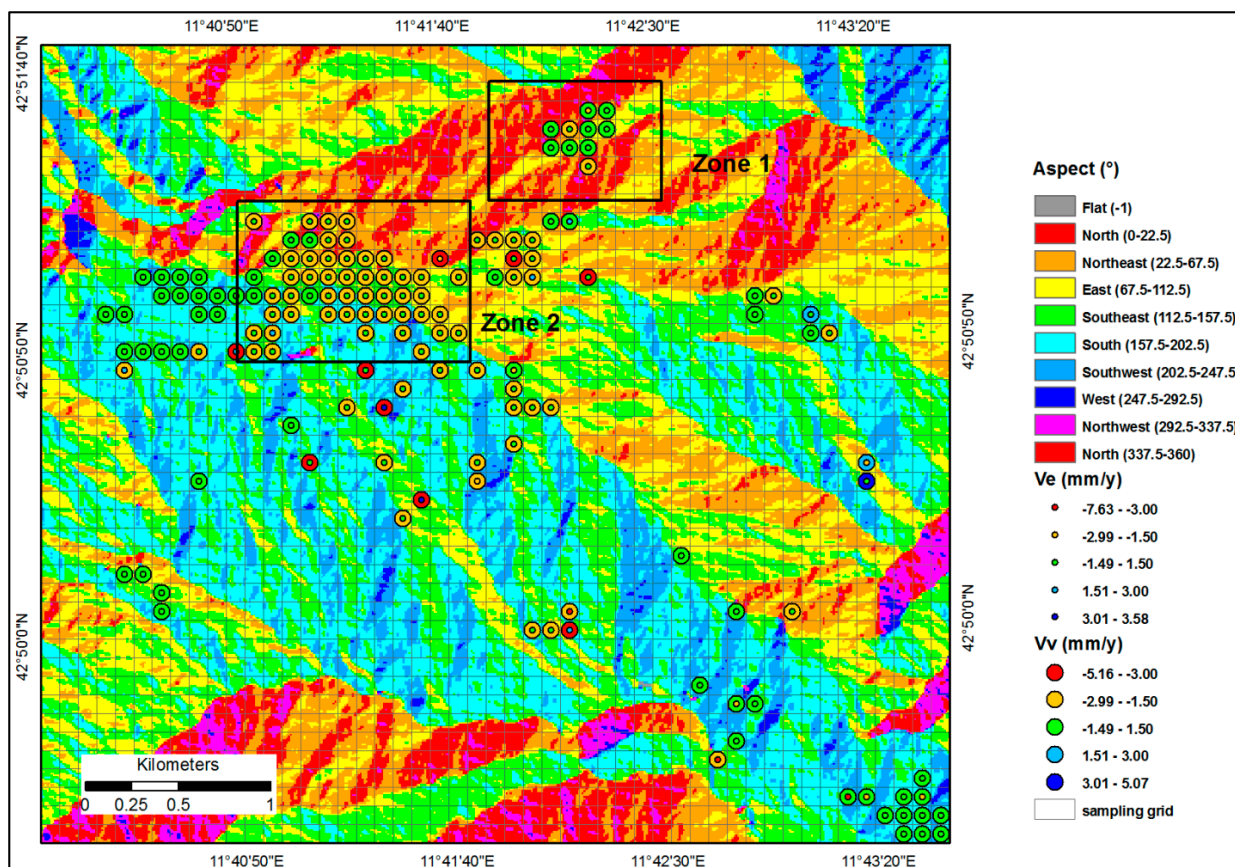 11°40'50"E 11°41'40"E 11°42'30"E 11°43'20"E
42°51'40"N
Zone 1
Zone 2
42°50'50"N
42°50'50"N
42°50'0"N
42°50'0"N
Kilometers
0 0.25 0.5 1
11°40'50"E 11°41'40"E 11°42'30"E 11°43'20"E
Aspect (°)
Flat (-1)
North (0-22.5)
Northeast (22.5-67.5)
East (67.5-112.5)
Southeast (112.5-157.5)
South (157.5-202.5)
Southwest (202.5-247.5)
West (247.5-292.5)
Northwest (292.5-337.5)
North (337.5-360)
Ve (mm/y)
-7.63 - -3.00
-2.99 - -1.50
-1.49 - 1.50
1.51 - 3.00
3.01 - 3.58
Vv (mm/y)
-5.16 - -3.00
-2.99 - -1.50
-1.49 - 1.50
1.51 - 3.00
3.01 - 5.07
sampling grid